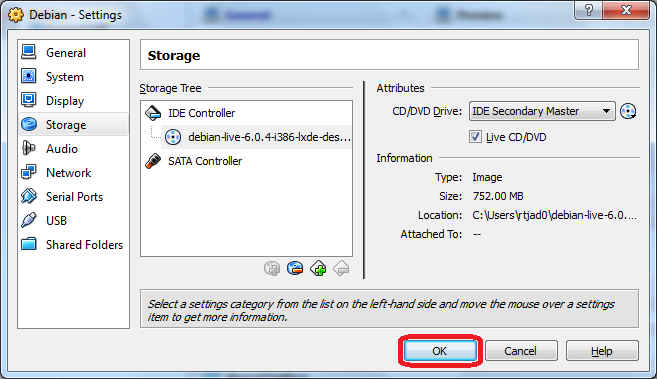 Debian - Settings
General
Preview
General
System
Display
Storage
Audio
Network
Serial Ports
USB
Shared Folders
Storage
Storage Tree
IDE Controller
debian-live-6.0.4-i386-lxde-des...
SATA Controller
Attributes
CD/DVD Drive: IDE Secondary Master
Live CD/DVD
Information
Type: Image
Size: 752.00 MB
Location: C:\Users\rtjad0\debian-live-6.0....
Attached To: --
Select a settings category from the list on the left-hand side and move the mouse over a settings
item to get more information.
OK Cancel Help